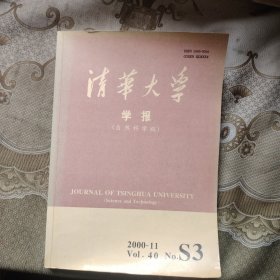 清華大学
学报
(自然科学版)
JOURNAL OF TSINGHUA UNIVERSITY
(Science and Technology)
2000-11
Vol. 40 No. S3